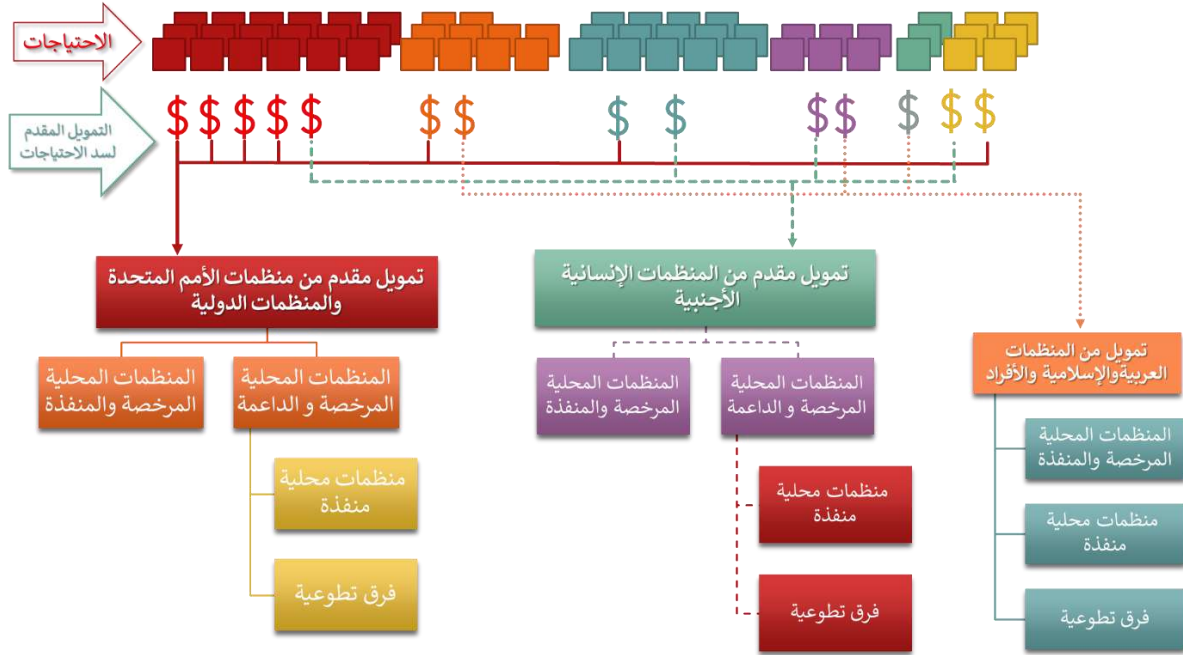 الاحتياجات
$ $ $ $ $ $ $ $ $ $ $ $ $ $
التمويل المقدم
لسد الاحتياجات
تمويل مقدم من منظمات الأمم المتحدة
والمنظمات الدولية
تمويل مقدم من المنظمات الإنسانية
الأجنبية
تمويل من المنظمات
العربيةوالإسلامية والأفراد
المنظمات المحلية
المرخصة و الداعمة
المنظمات المحلية
المرخصة والمنفذة
المنظمات المحلية
المرخصة و الداعمة
المنظمات المحلية
المرخصة والمنفذة
المنظمات المحلية
المرخصة والمنفذة
منظمات محلية
منفذة
منظمات محلية
منفذة
منظمات محلية
منفذة
فرق تطوعية
فرق تطوعية
فرق تطوعية